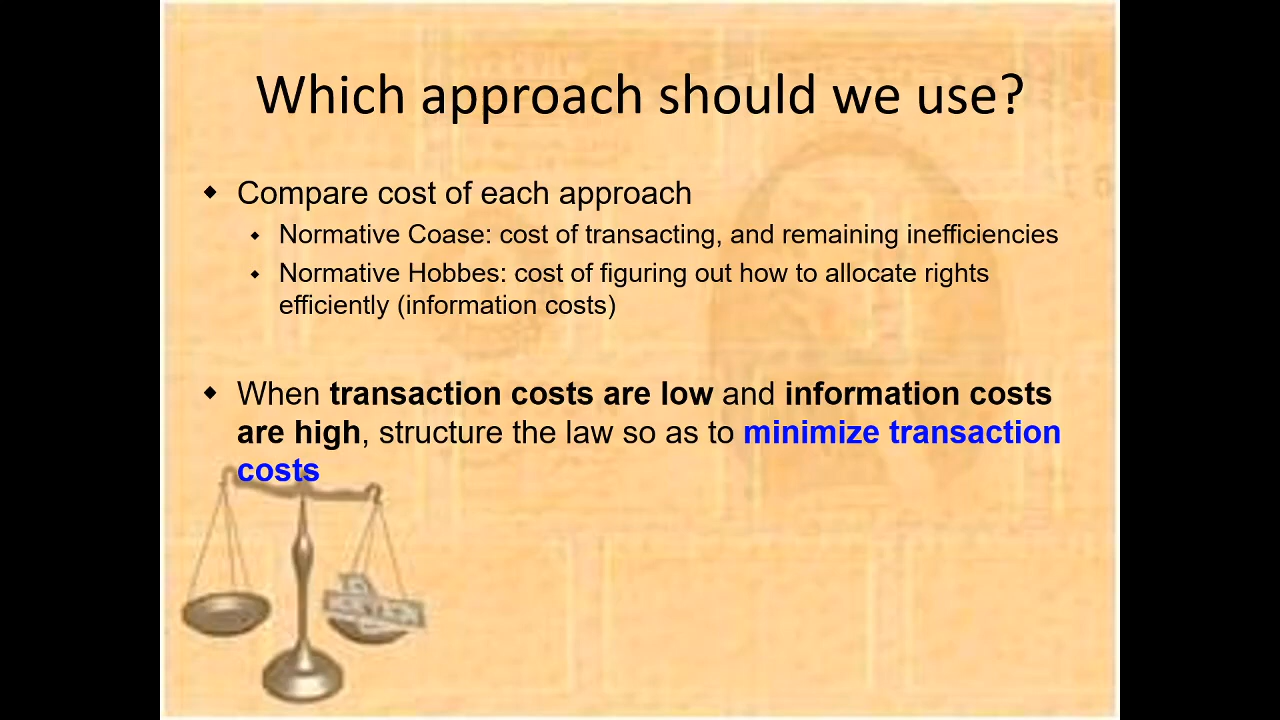 Which approach should we use?
Compare cost of each approach
Normative Coase: cost of transacting, and remaining inefficiencies
Normative Hobbes: cost of figuring out how to allocate rights
efficiently (information costs)
When transaction costs are low and information costs
are high, structure the law so as to minimize transaction
costs